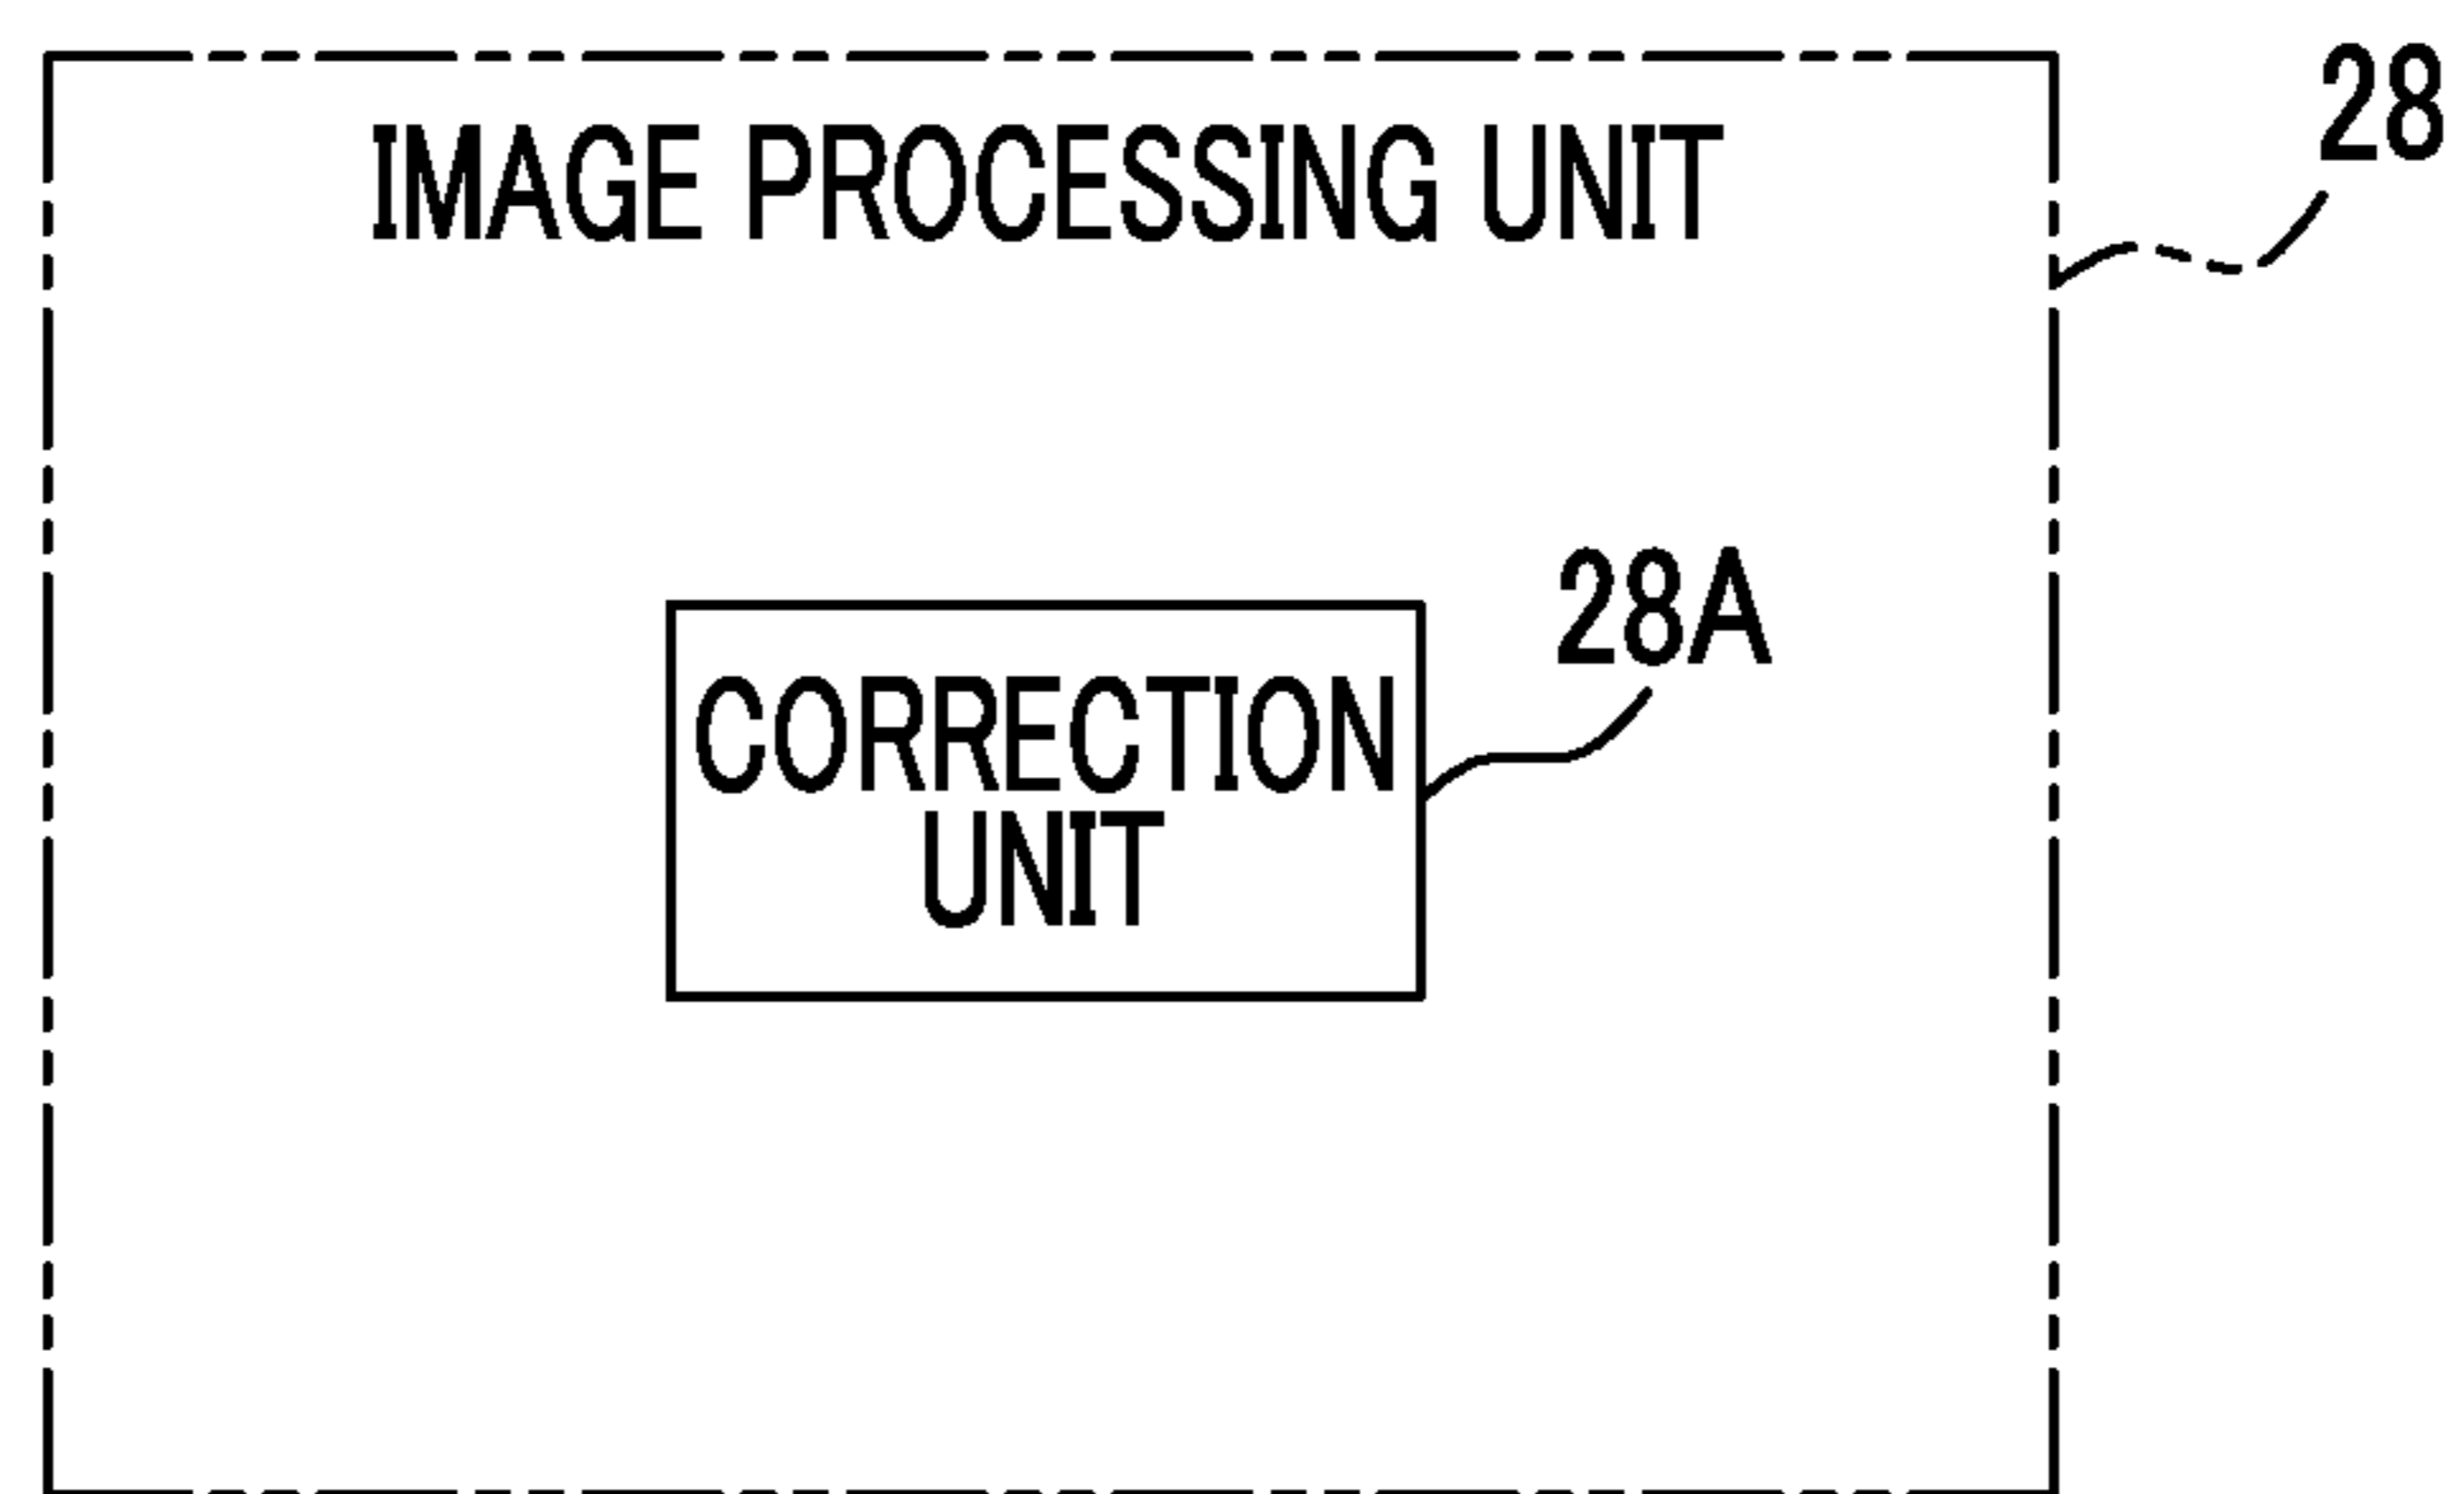 28
IMAGE PROCESSING UNIT
28A
CORRECTION
UNIT